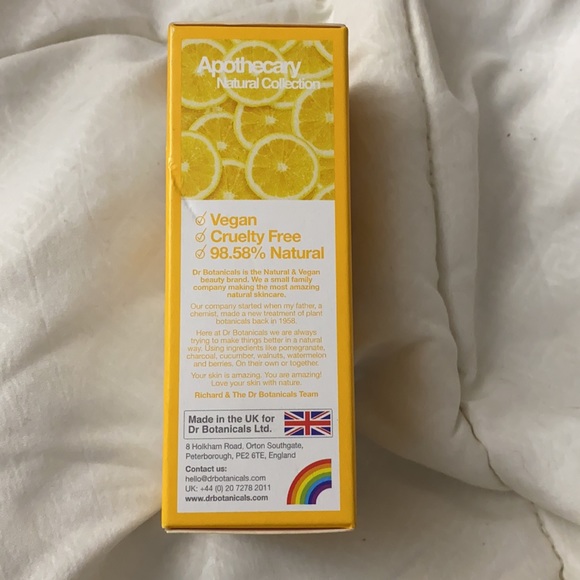 Apothecary
Natural Collection
Vegan
Cruelty Free
98.58% Natural
Dr Botanicals is the Natural & Vegan
beauty brand. We a small family
company making the most amazing
natural skincare.
Our company started when my father, a
chemist, made a new treatment of plant
botanicals back in 1958.
Here at Dr Botanicals we are always
trying to make things better in a natural
way. Using ingredients like pomegranate,
charcoal, cucumber, walnuts, watermelon
and berries. On their own or together.
Your skin is amazing. You are amazing!
Love your skin with nature.
Richard & The Dr Botanicals Team
Made in the UK for
Dr Botanicals Ltd.
8 Holkham Road, Orton Southgate,
Peterborough, PE2 6TE, England
Contact us:
hello@drbotanicals.com
UK: +44 (0) 20 7278 2011
www.drbotanicals.com